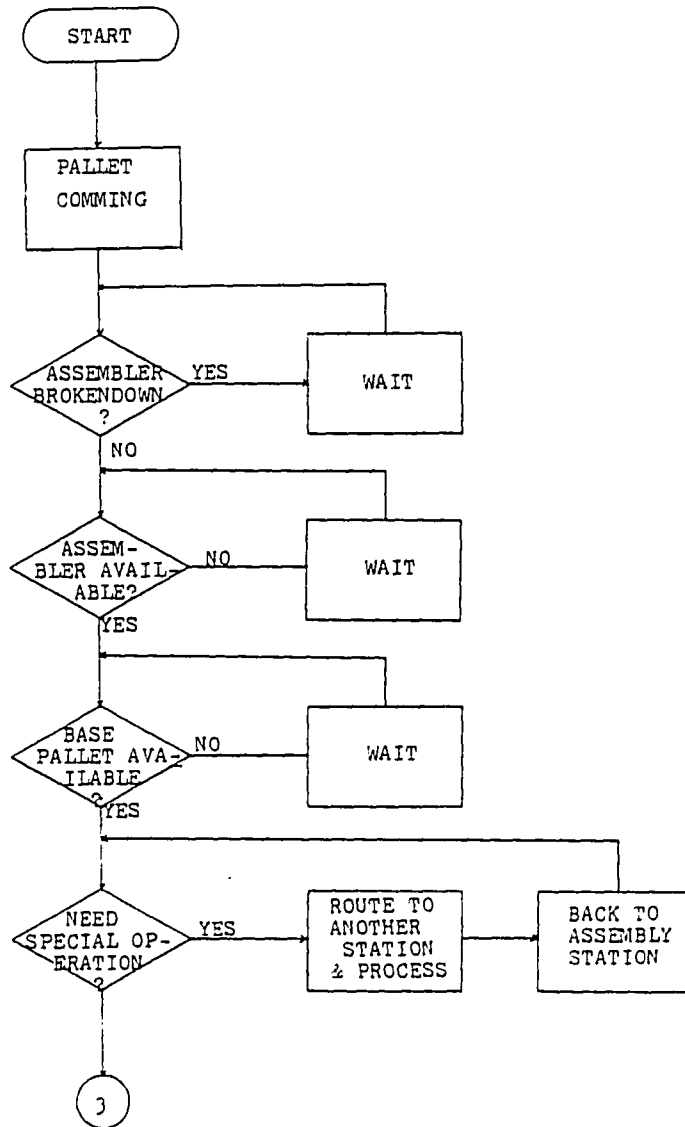 START
PALLET
COMMING
ASSEMBLER
BROKENDOWN
?
YES
WAIT
NO
ASSEM-
BLER AVAIL-
ABLE?
NO
WAIT
YES
BASE
PALLET AVA-
ILABLE
?
NO
WAIT
YES
NEED
SPECIAL OP-
ERATION
?
YES
ROUTE TO
ANOTHER
STATION
& PROCESS
BACK TO
ASSEMBLY
STATION
3